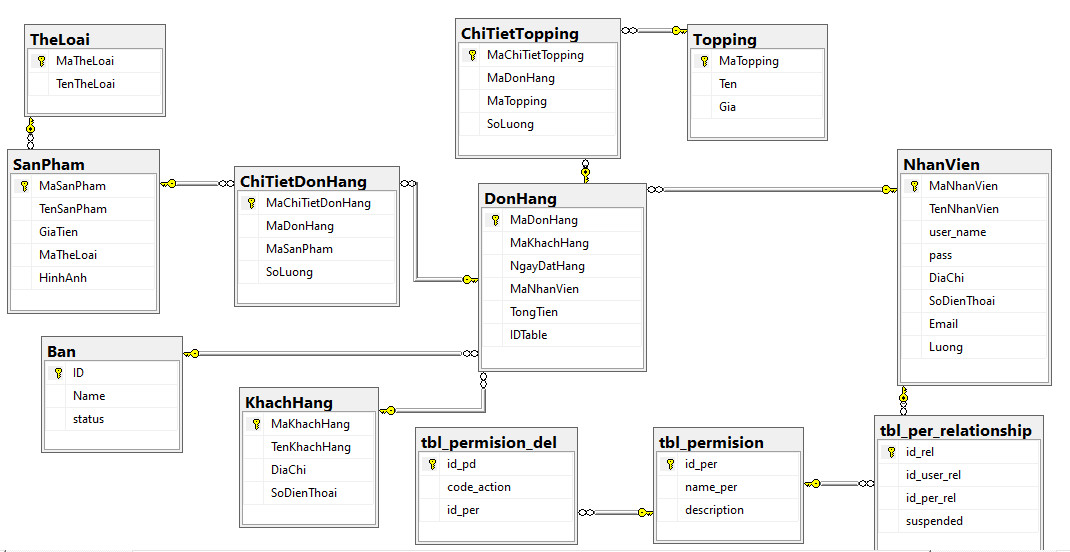 TheLoai
MaTheLoai
TenTheLoai
ChiTietTopping
MaChiTietTopping
MaDonHang
MaTopping
SoLuong
Topping
MaTopping
Ten
Gia
SanPham
MaSanPham
TenSanPham
GiaTien
MaTheLoai
HinhAnh
ChiTietDonHang
MaChiTietDonHang
MaDonHang
MaSanPham
SoLuong
DonHang
MaDonHang
MaKhachHang
NgayDatHang
MaNhanVien
TongTien
IDTable
NhanVien
MaNhanVien
TenNhanVien
user_name
pass
DiaChi
SoDienThoai
Email
Luong
Ban
ID
Name
status
KhachHang
MaKhachHang
TenKhachHang
DiaChi
SoDienThoai
tbl_permision_del
id_pd
code_action
id_per
tbl_permision
id_per
name_per
description
tbl_per_relationship
id_rel
id_user_rel
id_per_rel
suspended